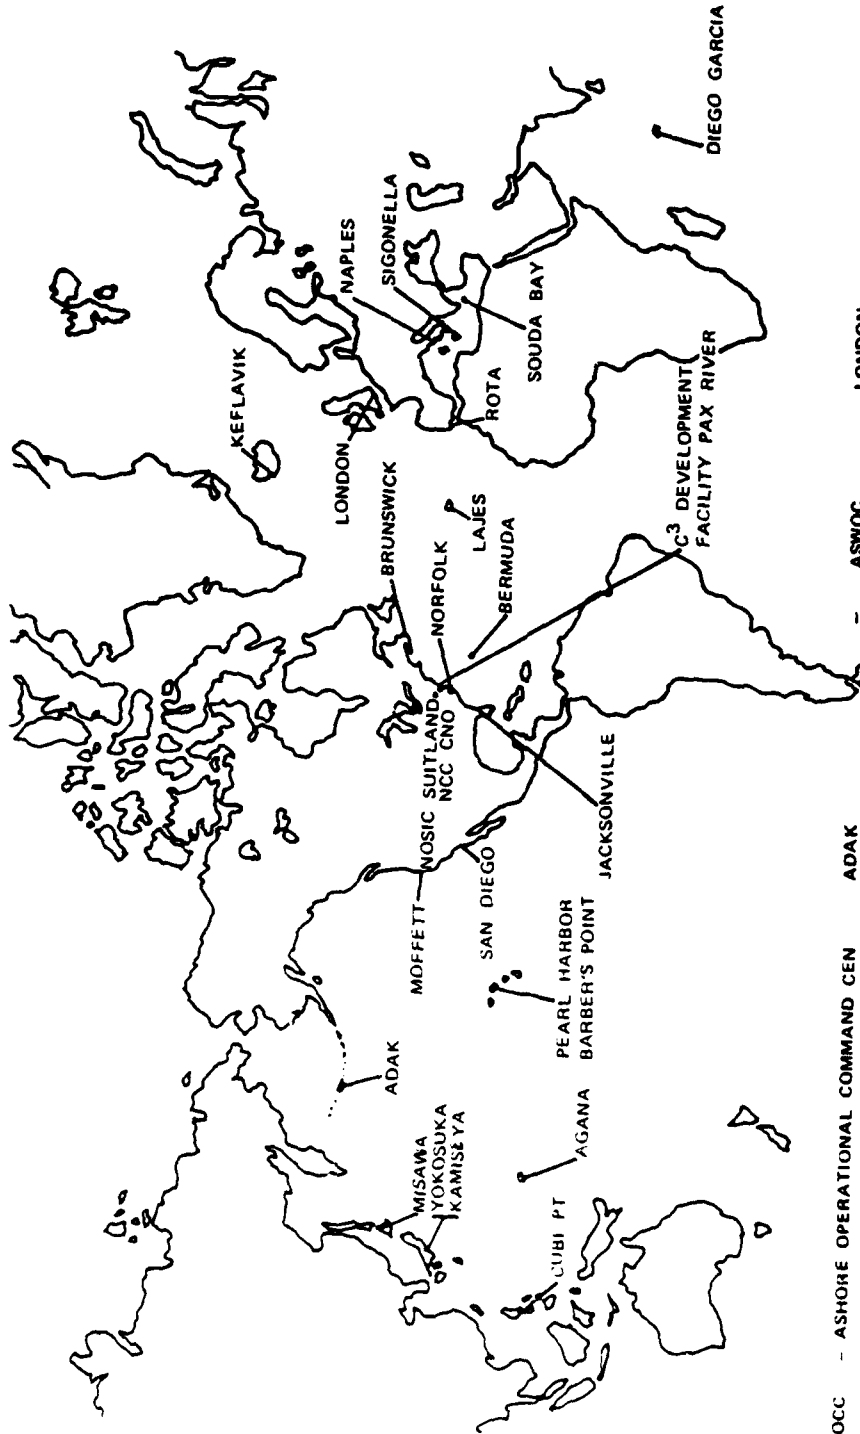 KEFLAVIK
LONDON
NAPLES
SIGONELLA
BRUNSWICK
NORFOLK
LAJES
BERMUDA
ROTA
SOUDA BAY
DIEGO GARCIA
C³ DEVELOPMENT
FACILITY PAX RIVER
NOSIC SUITLAND
NCC CNO
MOFFETT
SAN DIEGO
JACKSONVILLE
PEARL HARBOR
BARBER'S POINT
ADAK
MISAWA
YOKOSUKA
KAMISEYA
AGANA
CUBI PT
OCC - ASHORE OPERATIONAL COMMAND CEN ADAK - ASWOC LONDON